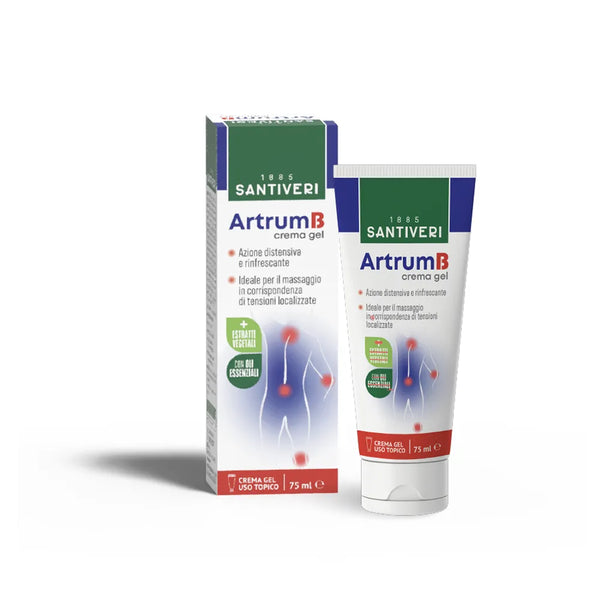 1885
SANTIVERI
ArtrumB
crema gel
Azione distensiva
e rinfrescante
Ideale per il massaggio
in corrispondenza
di tensioni localizzate
+
ESTRATTI
VEGETALI
CON OLI
ESSENZIALI
CREMA GEL
USO TOPICO
75 ml ℮
1885
SANTIVERI
ArtrumB
crema gel
Azione distensiva e rinfrescante
Ideale per il massaggio
in corrispondenza di tensioni
localizzate
CON OLI
ESSENZIALI
CREMA GEL
USO TOPICO
75 ml ℮